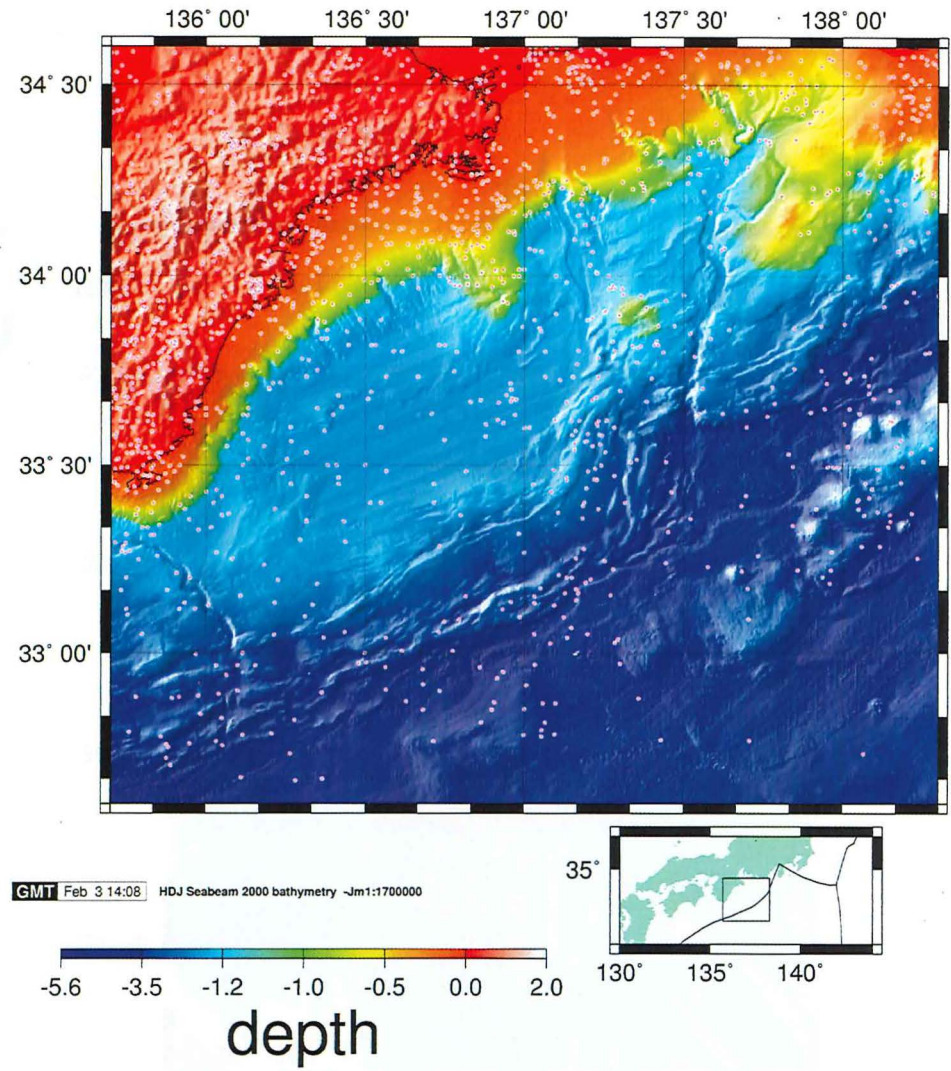 136° 00' 136° 30' 137° 00' 137° 30' 138° 00'
34° 30'
34° 00'
33° 30'
33° 00'
35°
130° 135° 140°
GMT Feb 3 14:08 HDJ Seabeam 2000 bathymetry -Jm1:1700000
-5.6 -3.5 -1.2 -1.0 -0.5 0.0 2.0
depth